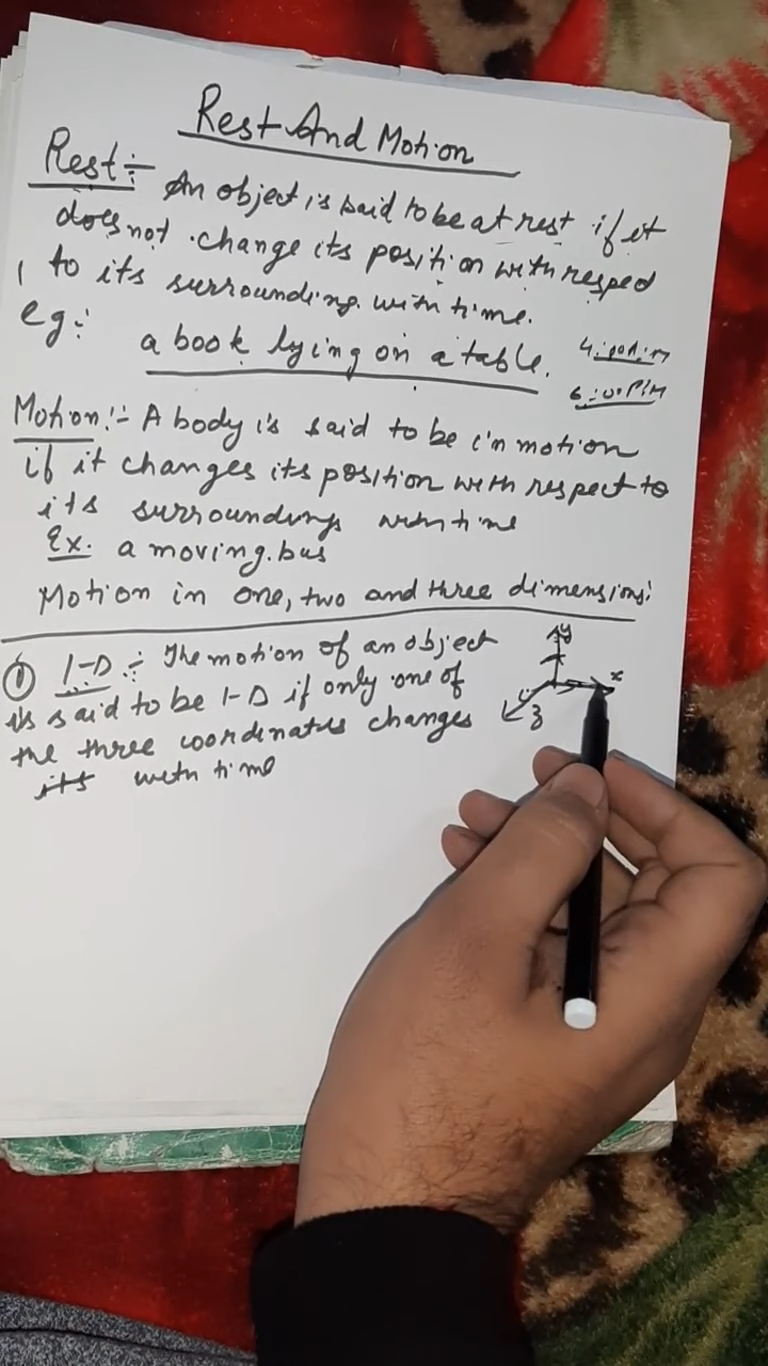 Rest And Motion
Rest :- An object is said to be at rest if it
does not change its position with resped
to its surrounding with time.
eg:- a book lying on a table.
Motion :- A body is said to be in motion
if it changes its position with respect to
its surroundings with time
Ex. a moving bus
Motion in one, two and three dimensions:
① 1-D :- The motion of an object
is said to be 1-D if only one of
the three coordinates changes
its with time
y
x
z